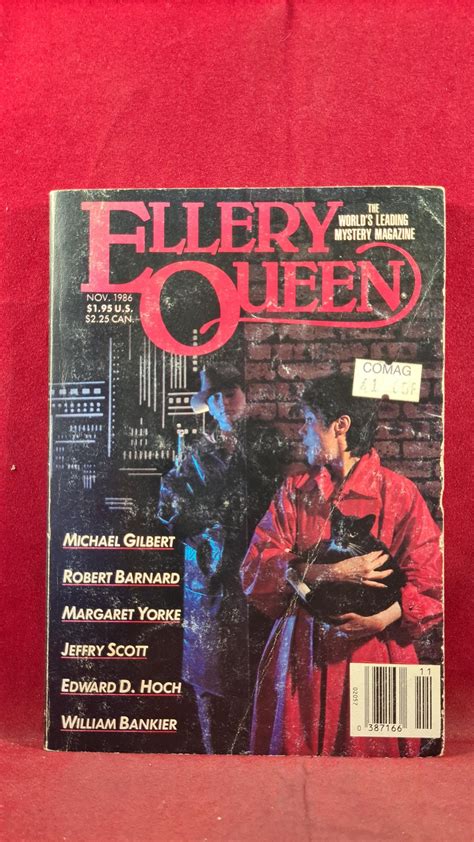 ELLERY
QUEEN
THE
WORLD'S LEADING
MYSTERY MAGAZINE
NOV. 1986
$1.95 U.S.
$2.25 CAN.
COMAG
MICHAEL GILBERT
ROBERT BARNARD
MARGARET YORKE
JEFFRY SCOTT
EDWARD D. HOCH
WILLIAM BANKIER
11
02057
0 387166